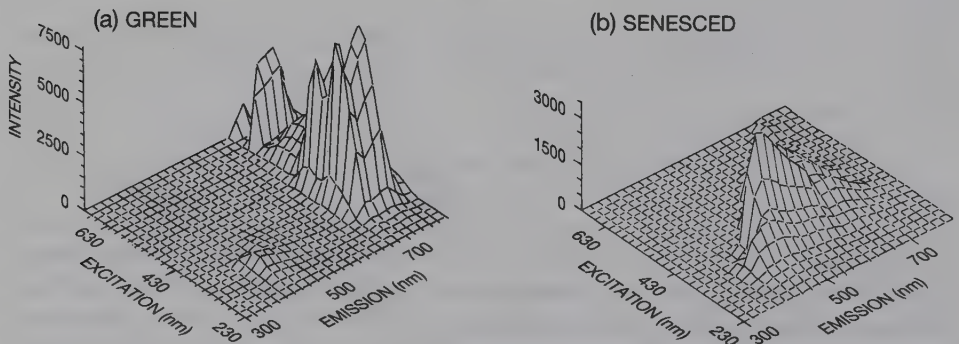 (a) GREEN
INTENSITY
7500
5000
2500
0
630
430
230
EXCITATION (nm)
300
500
700
EMISSION (nm)
(b) SENESCED
3000
1500
0
630
430
230
EXCITATION (nm)
300
500
700
EMISSION (nm)